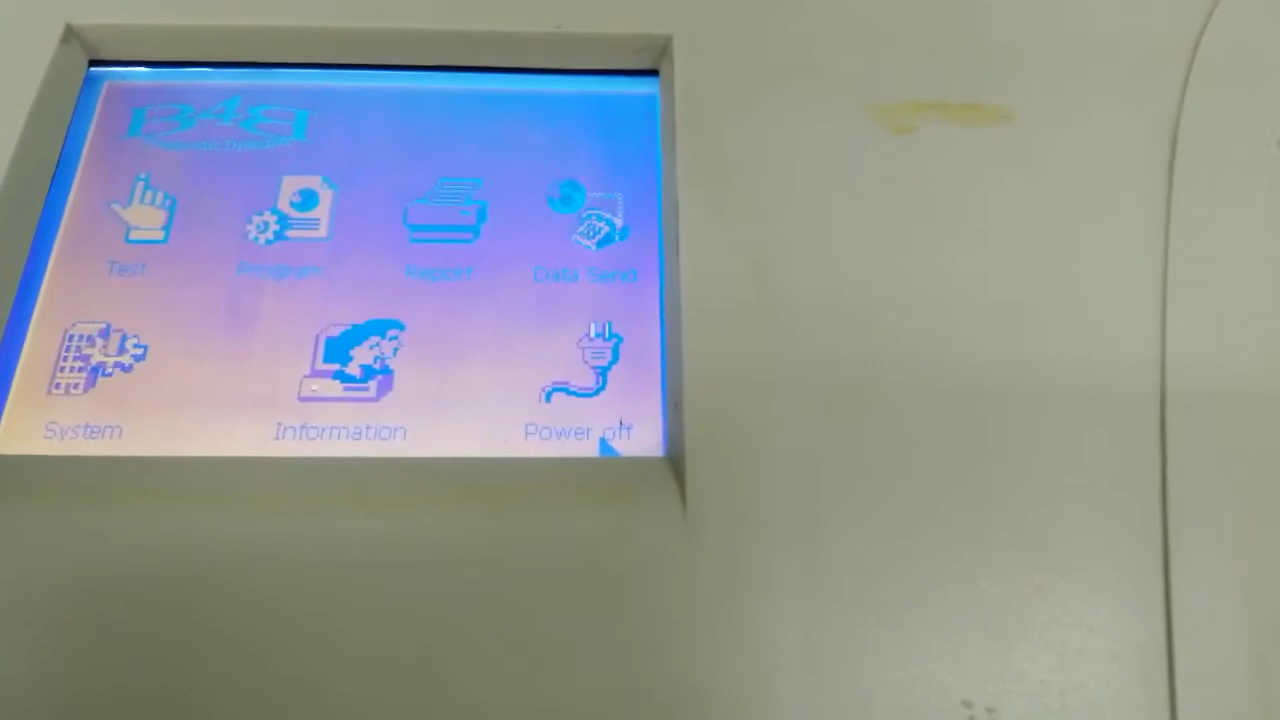 B4B
Test Program Report Data Send
System Information Power off